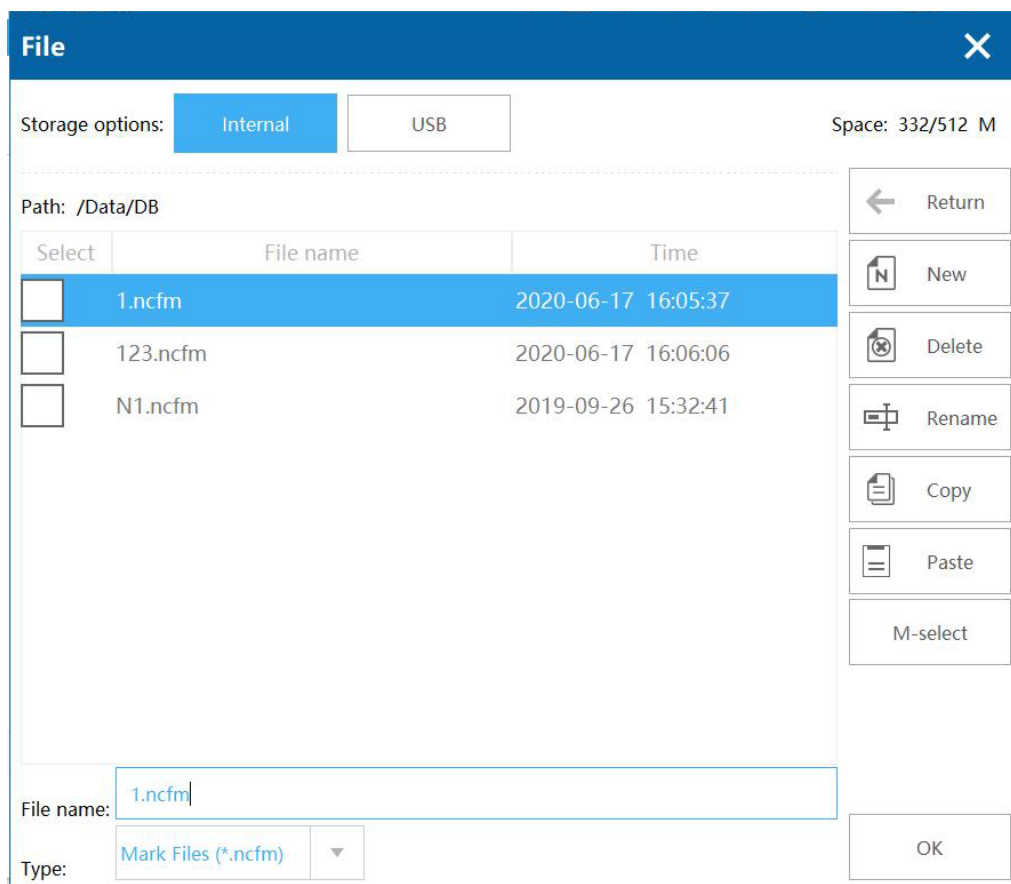 File
Storage options: Internal USB Space: 332/512 M
Path: /Data/DB
Return
Select File name Time
New
1.ncfm 2020-06-17 16:05:37
123.ncfm 2020-06-17 16:06:06
Delete
N1.ncfm 2019-09-26 15:32:41
Rename
Copy
Paste
M-select
File name: 1.ncfm
Type: Mark Files (*.ncfm)
OK